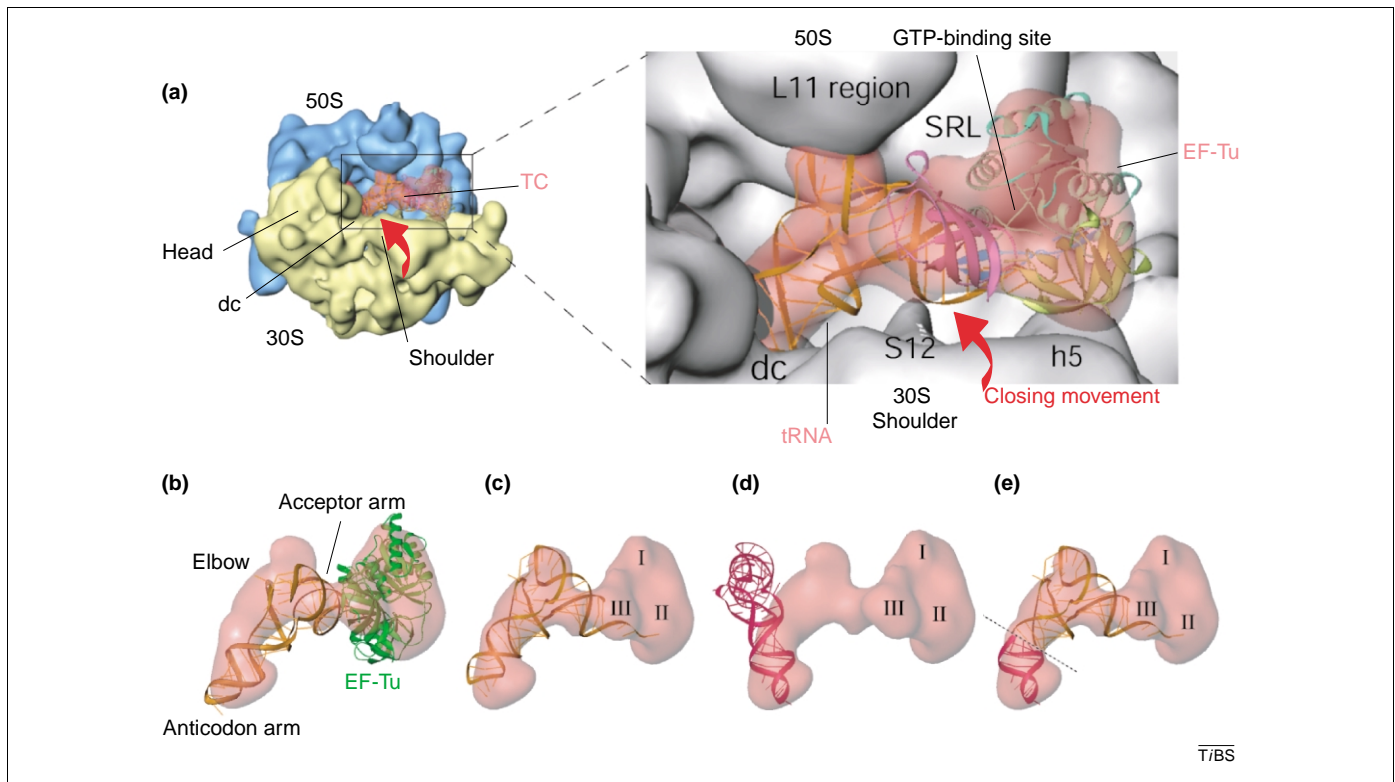 (a)
50S
TC
Head
dc
30S
Shoulder
50S
GTP-binding site
L11 region
SRL
EF-Tu
dc
S12
h5
30S
Shoulder
Closing movement
tRNA
(b)
Acceptor arm
Elbow
EF-Tu
Anticodon arm
(c)
I
III
II
(d)
I
III
II
(e)
I
III
II
TiBS